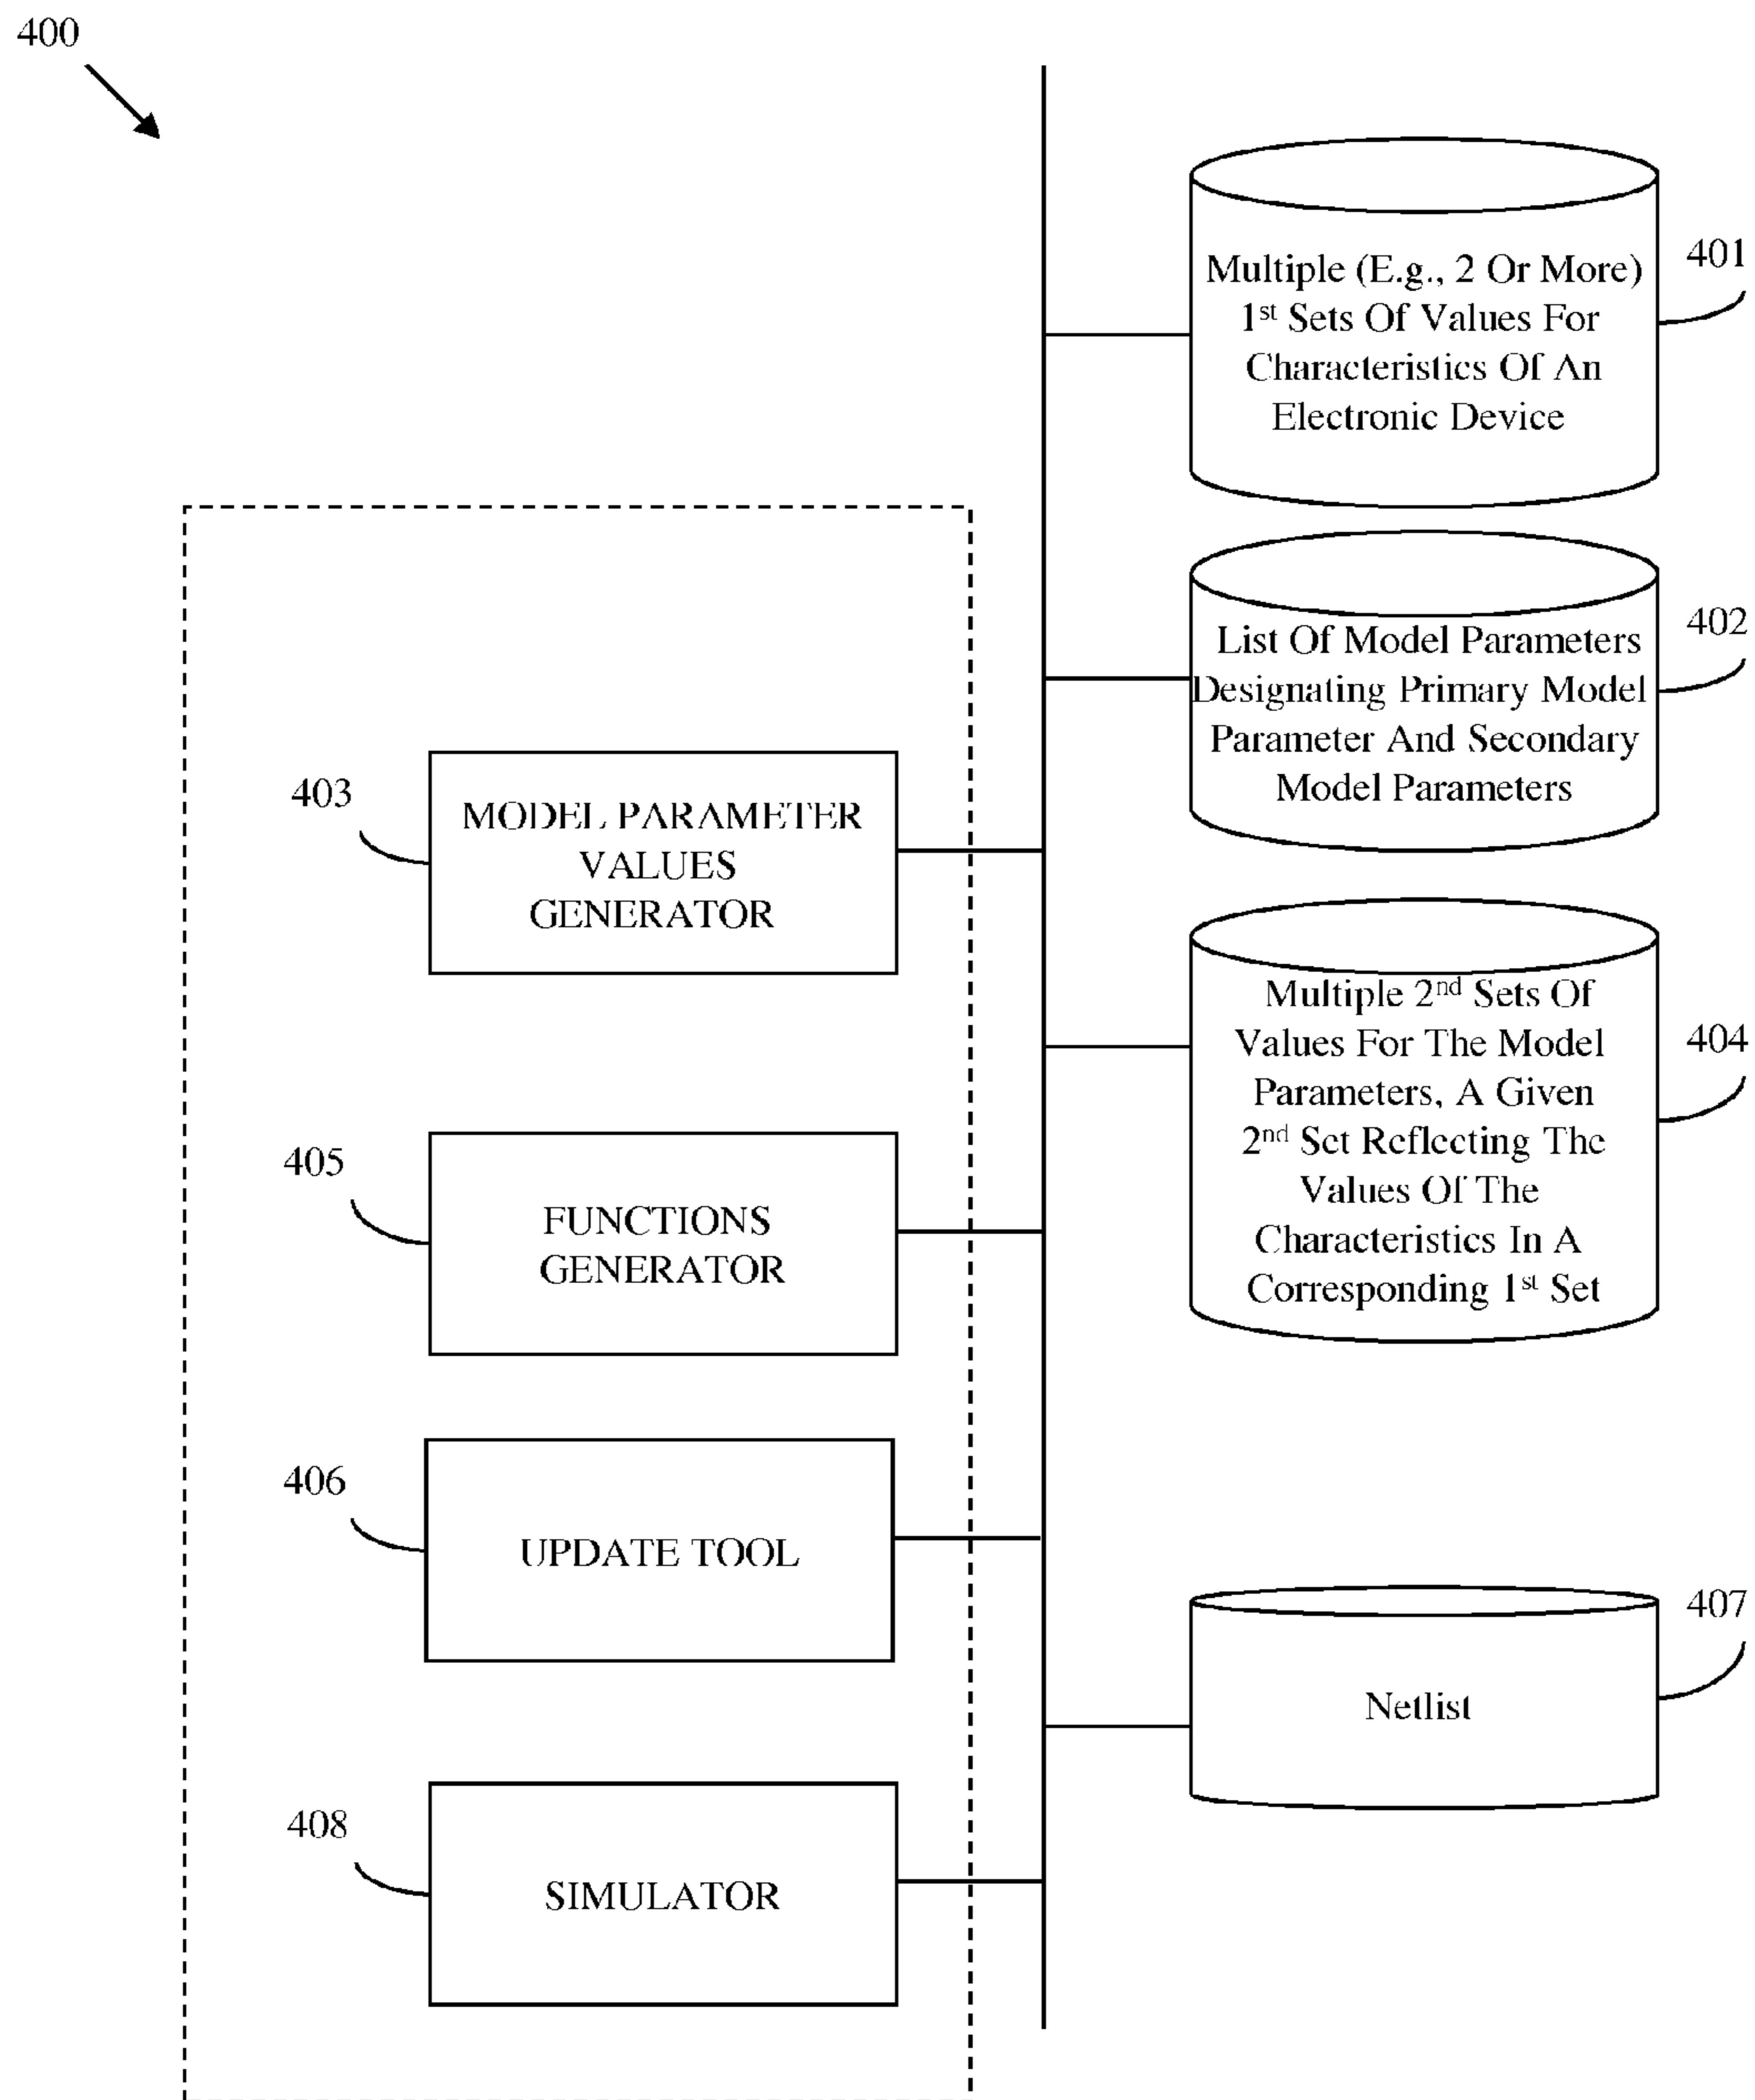 400
401
Multiple (E.g., 2 Or More)
1st Sets Of Values For
Characteristics Of An
Electronic Device
402
List Of Model Parameters
Designating Primary Model
Parameter And Secondary
Model Parameters
403
MODEL PARAMETER
VALUES
GENERATOR
404
Multiple 2nd Sets Of
Values For The Model
Parameters, A Given
2nd Set Reflecting The
Values Of The
Characteristics In A
Corresponding 1st Set
405
FUNCTIONS
GENERATOR
406
UPDATE TOOL
407
Netlist
408
SIMULATOR